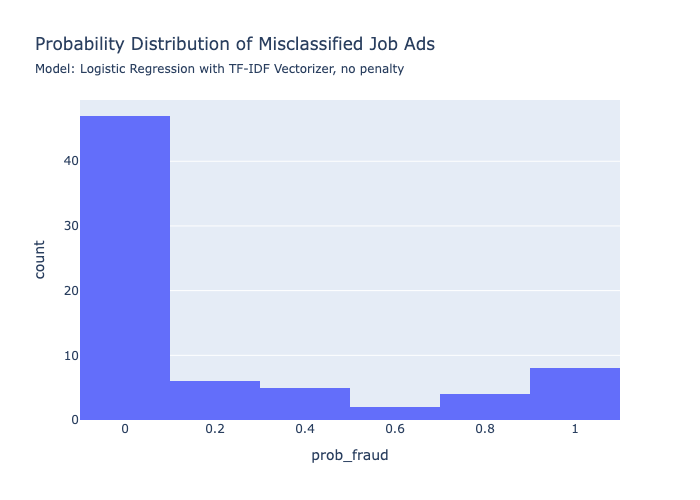 Probability Distribution of Misclassified Job Ads
Model: Logistic Regression with TF-IDF Vectorizer, no penalty
40
30
20
10
0
count
0 0.2 0.4 0.6 0.8 1
prob_fraud